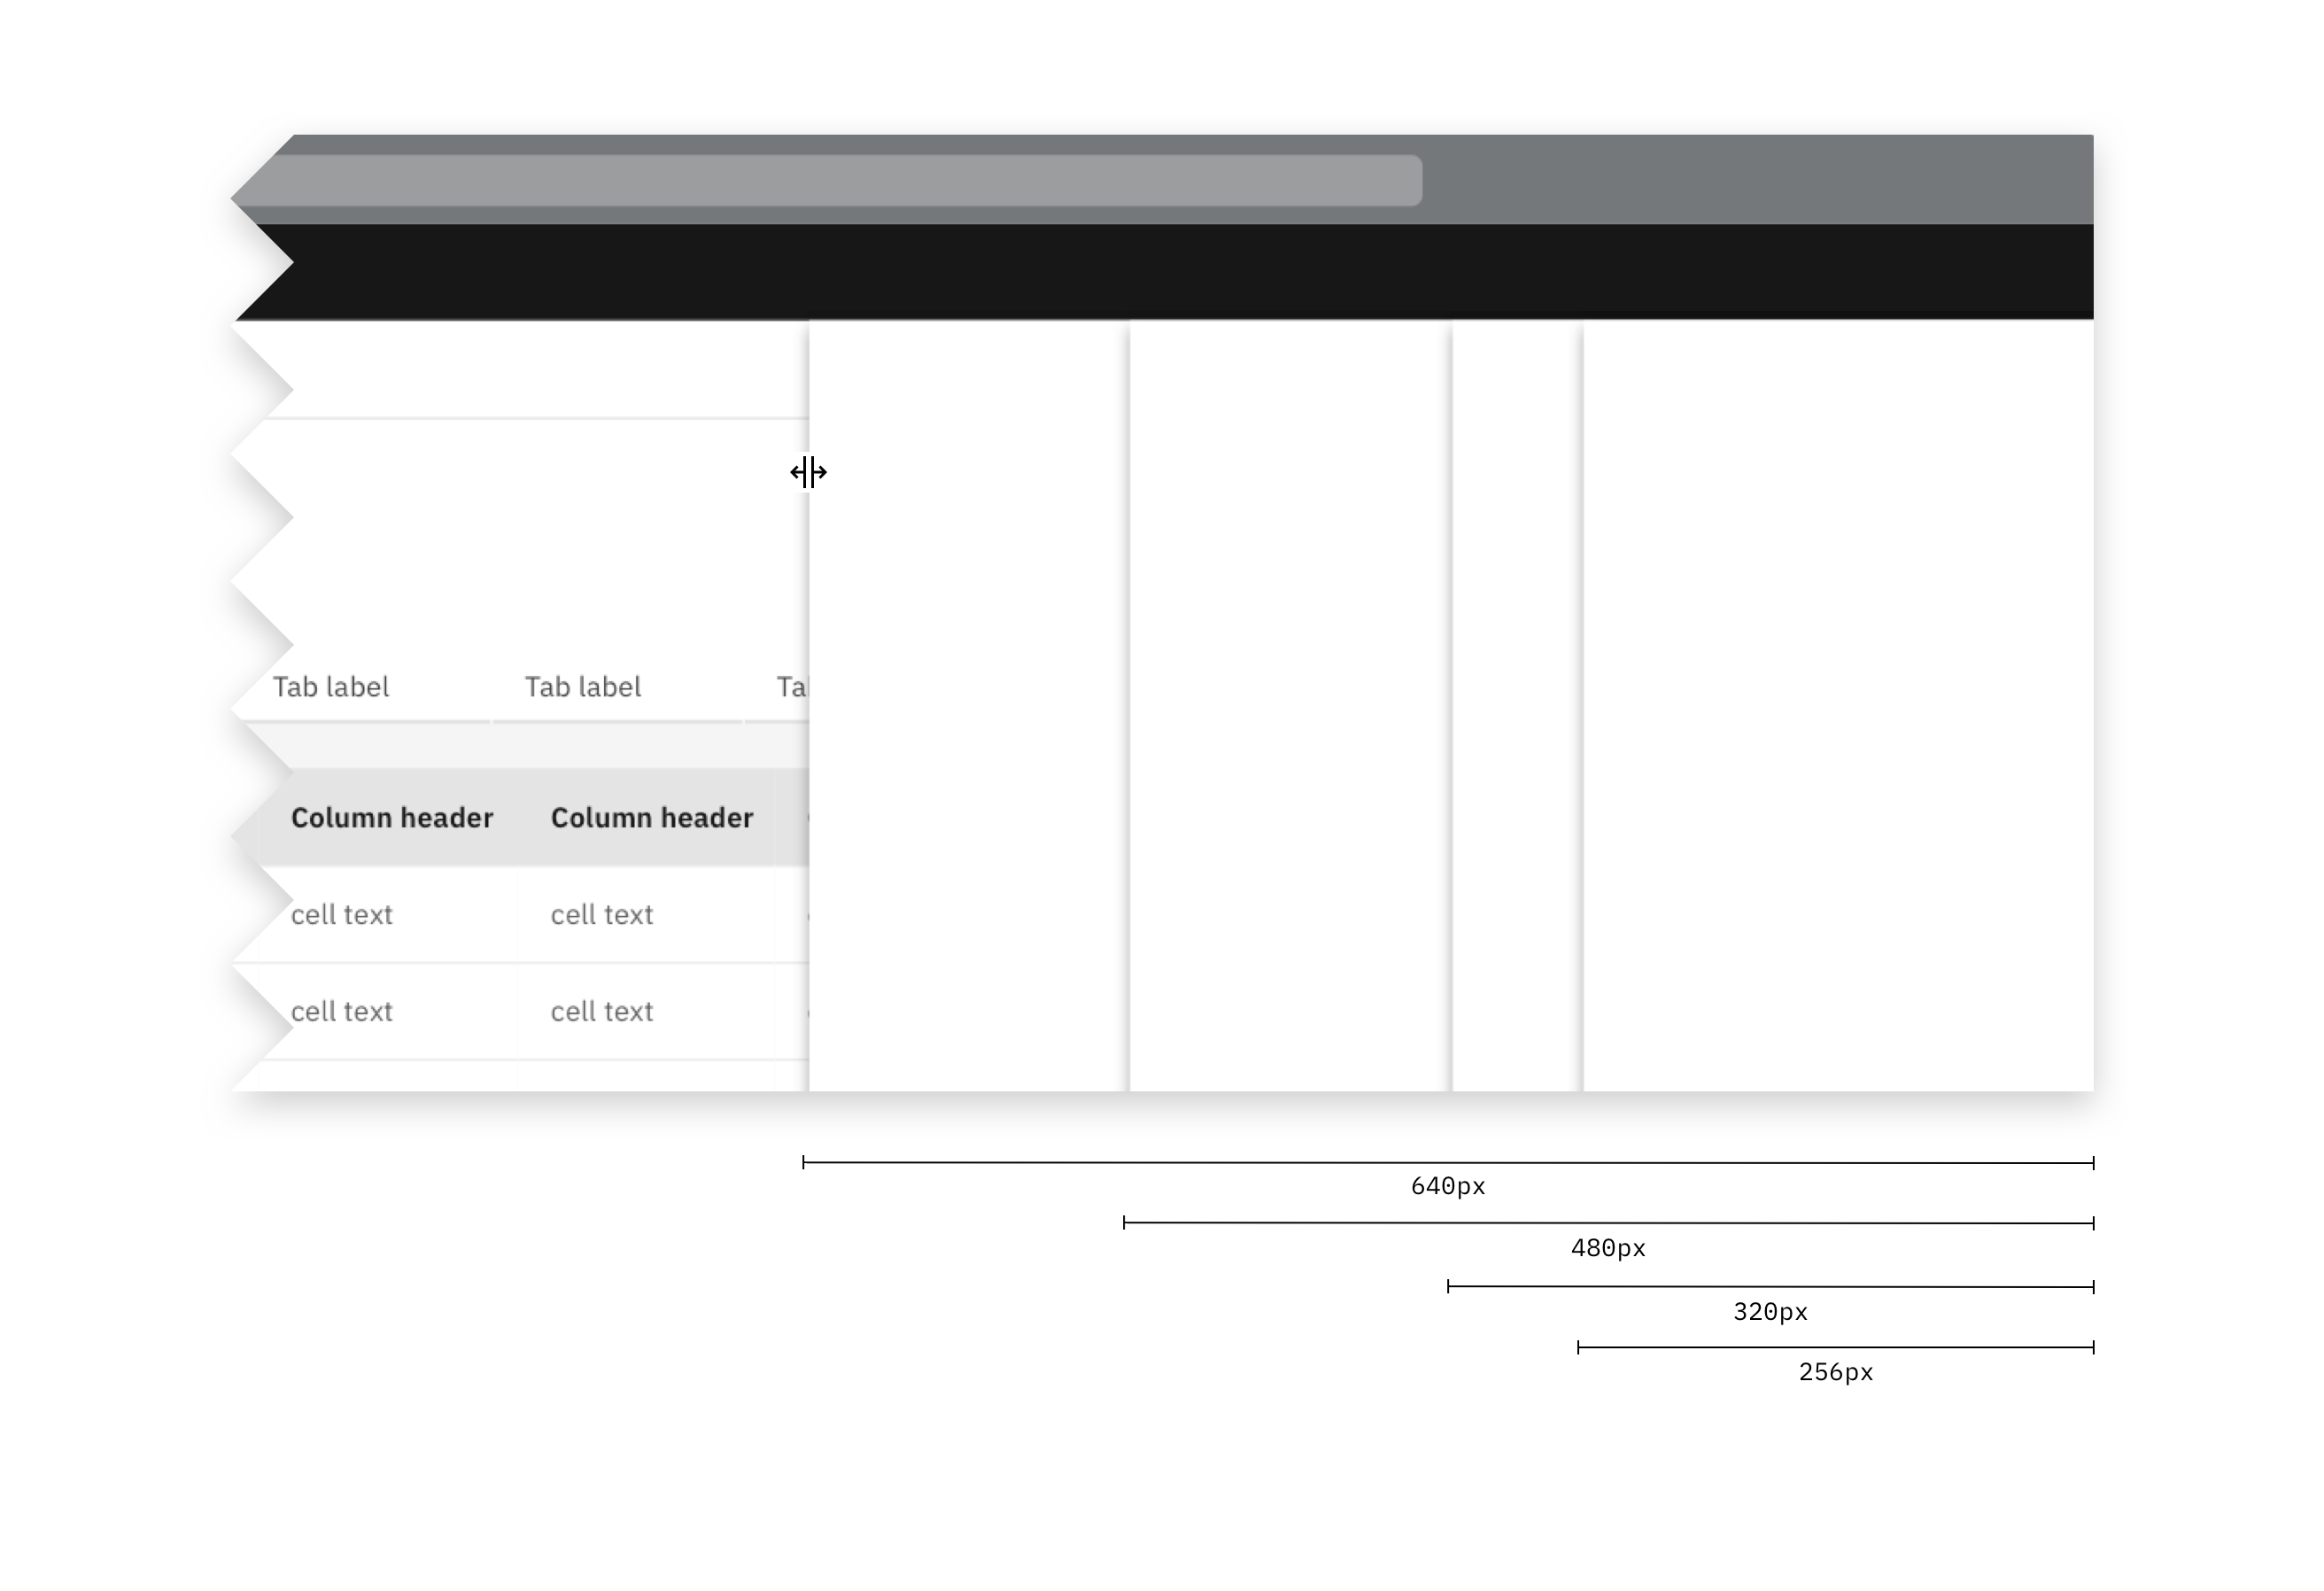 Tab label Tab label Ta
Column header Column header
cell text cell text
cell text cell text
640px
480px
320px
256px